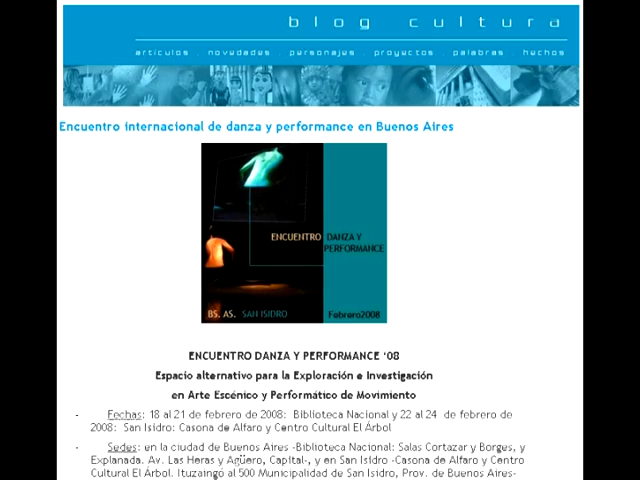 blog cultura
artículos . novedades . personajes . proyectos . palabras . hechos
Encuentro internacional de danza y performance en Buenos Aires
ENCUENTRO DANZA Y
PERFORMANCE
BS. AS. SAN ISIDRO Febrero2008
ENCUENTRO DANZA Y PERFORMANCE '08
Espacio alternativo para la Exploración e Investigación
en Arte Escénico y Performático de Movimiento
- Fechas: 18 al 21 de febrero de 2008: Biblioteca Nacional y 22 al 24 de febrero de
2008: San Isidro: Casona de Alfaro y Centro Cultural El Árbol
- Sedes: en la ciudad de Buenos Aires -Biblioteca Nacional: Salas Cortazar y Borges, y
Explanada. Av. Las Heras y Agüero, Capital-, y en San Isidro -Casona de Alfaro y Centro
Cultural El Árbol. Ituzaingó al 500 Municipalidad de San Isidro, Prov. de Buenos Aires-